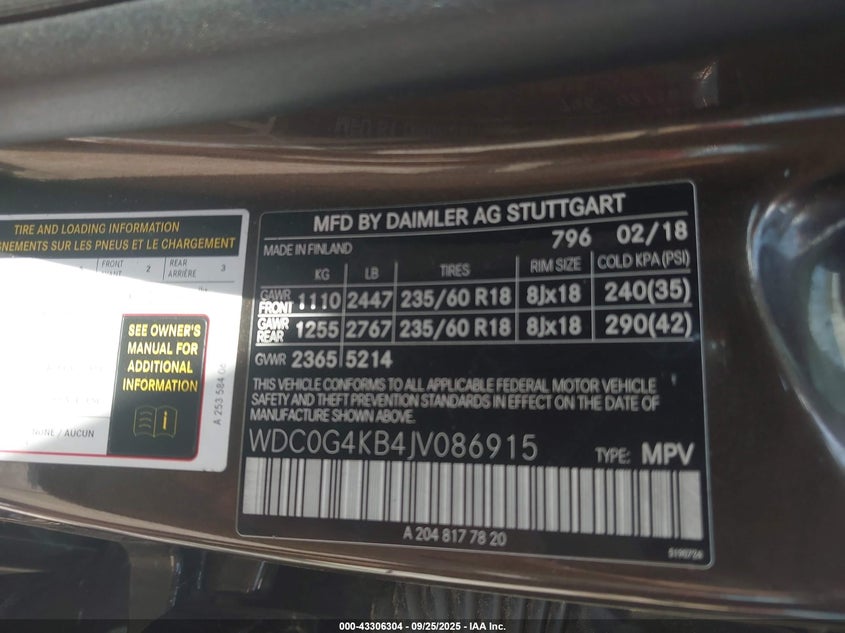 TIRE AND LOADING INFORMATION
GNEMENTS SUR LES PNEUS ET LE CHARGEMENT
FRONT 2 REAR ARRIÈRE 3
SEE OWNER'S
MANUAL FOR
ADDITIONAL
INFORMATION
NONE / AUCUN
A 253 584
MFD BY DAIMLER AG STUTTGART
MADE IN FINLAND 796 02/18
KG LB TIRES RIM SIZE COLD KPA (PSI)
GAWR FRONT 1110 2447 235/60 R18 8Jx18 240(35)
GAWR REAR 1255 2767 235/60 R18 8Jx18 290(42)
GVWR 2365 5214
THIS VEHICLE CONFORMS TO ALL APPLICABLE FEDERAL MOTOR VEHICLE
SAFETY AND THEFT PREVENTION STANDARDS IN EFFECT ON THE DATE OF
MANUFACTURE SHOWN ABOVE.
WDC0G4KB4JV086915 TYPE: MPV
A 204 817 78 20
000-43306304 / 09/25/2025 - IAA Inc.